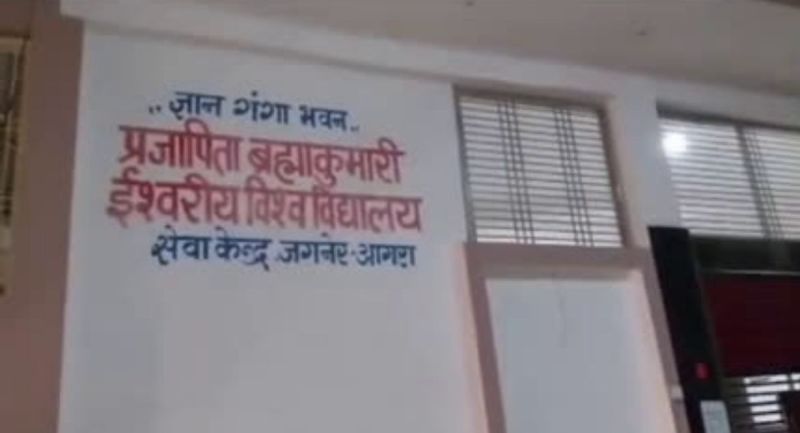 .. ज्ञान गंगा भवन..
प्रजापिता ब्रह्माकुमारी
ईश्वरीय विश्व विद्यालय
सेवा केन्द्र जगनेर-आगरा